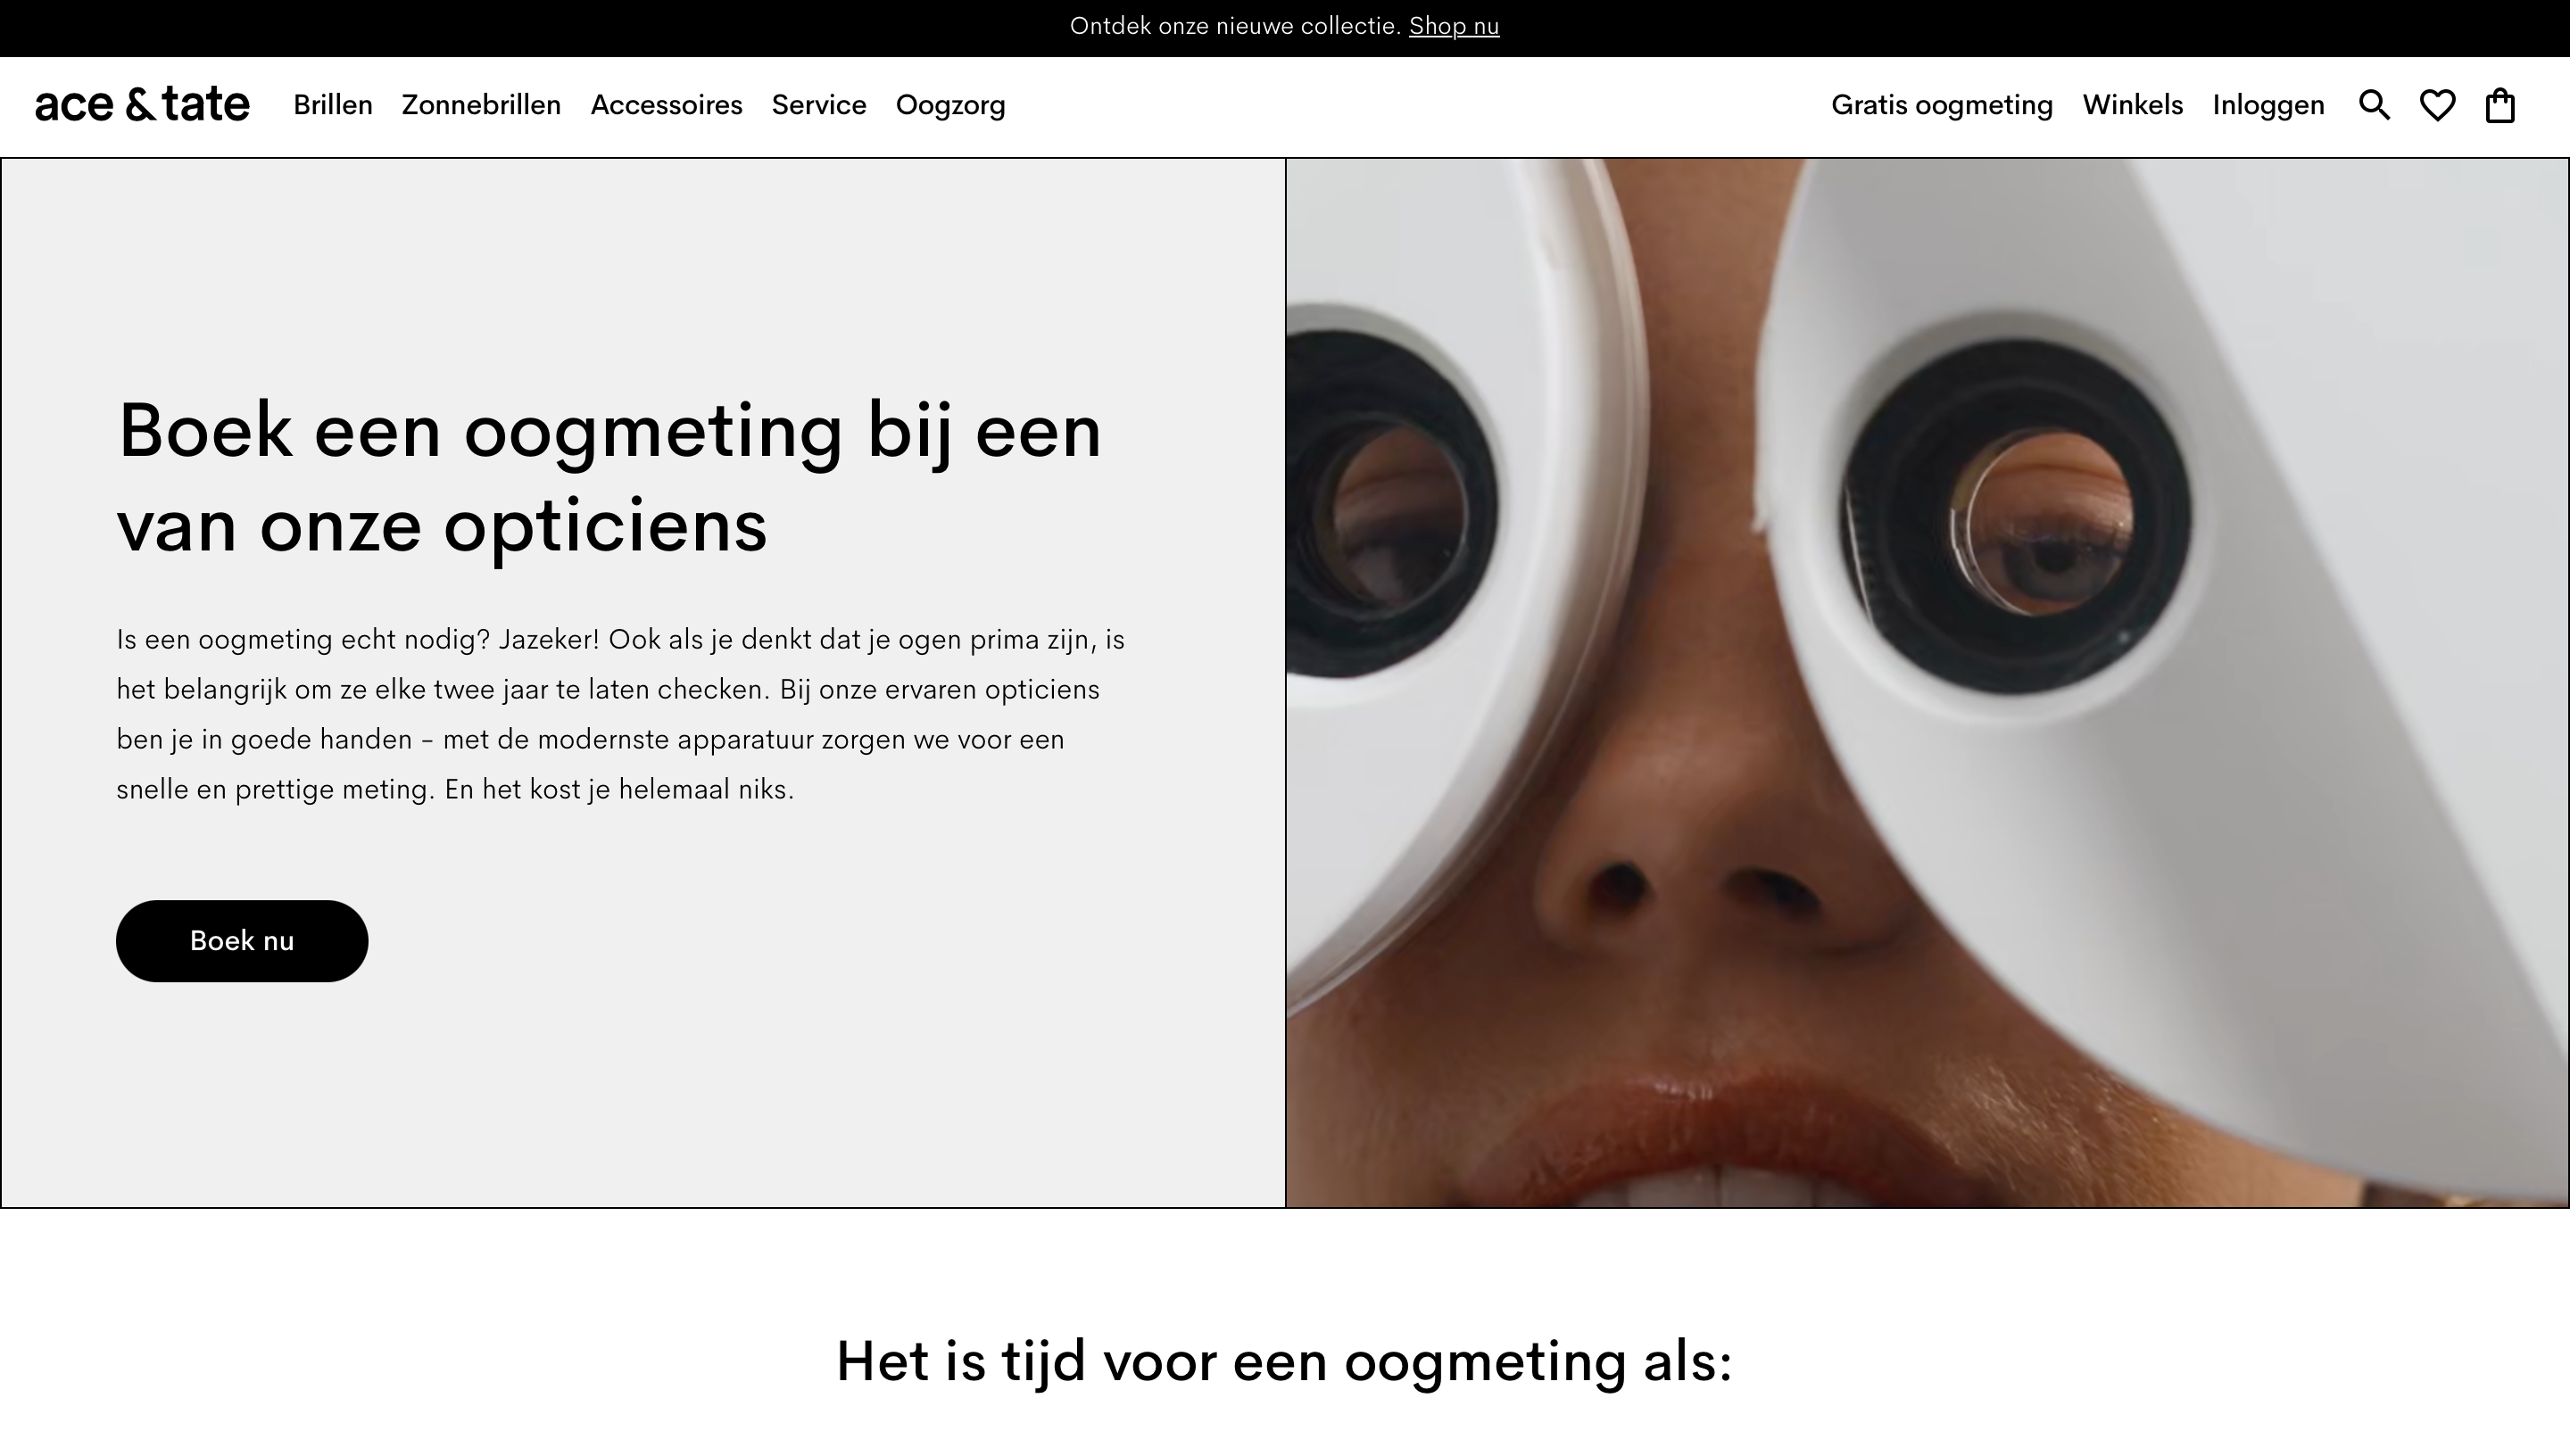 Ontdek onze nieuwe collectie. Shop nu
ace & tate Brillen Zonnebrillen Accessoires Service Oogzorg Gratis oogmeting Winkels Inloggen
Boek een oogmeting bij een
van onze opticiens
Is een oogmeting echt nodig? Jazeker! Ook als je denkt dat je ogen prima zijn, is
het belangrijk om ze elke twee jaar te laten checken. Bij onze ervaren opticiens
ben je in goede handen – met de modernste apparatuur zorgen we voor een
snelle en prettige meting. En het kost je helemaal niks.
Boek nu
Het is tijd voor een oogmeting als: